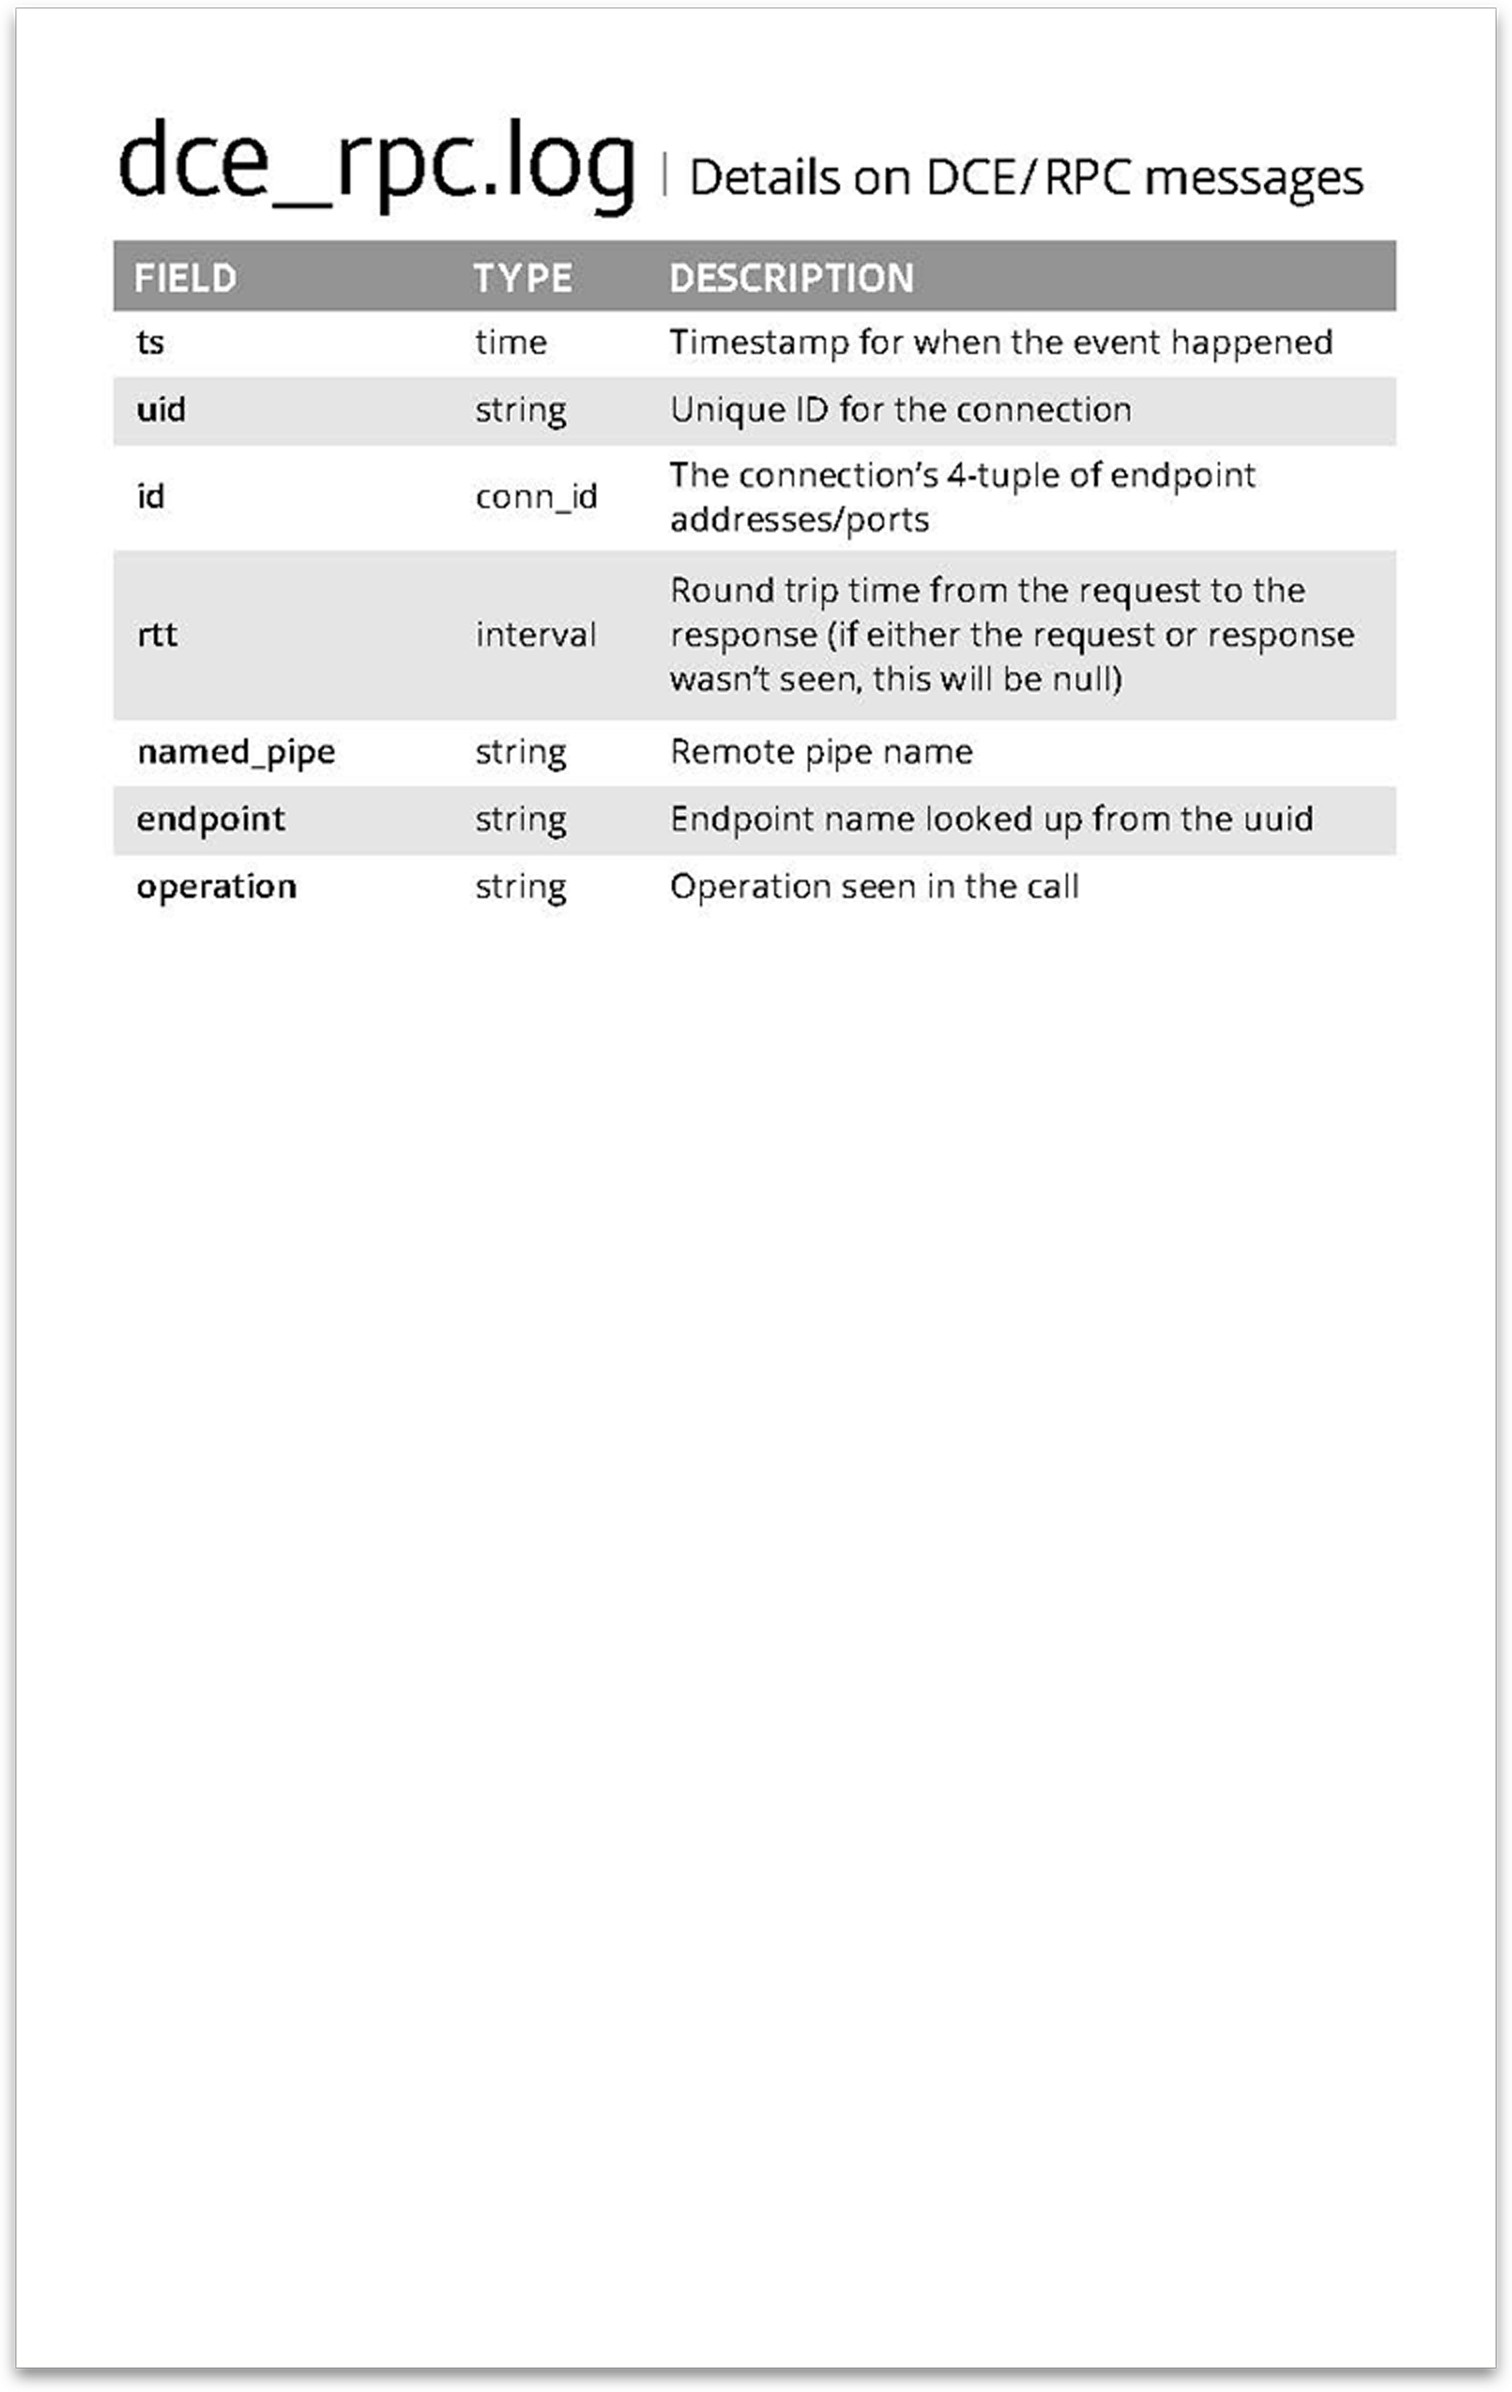 dce_rpc.log | Details on DCE/RPC messages
FIELD TYPE DESCRIPTION
ts time Timestamp for when the event happened
uid string Unique ID for the connection
id conn_id The connection’s 4-tuple of endpoint
addresses/ports
rtt interval Round trip time from the request to the
response (if either the request or response
wasn’t seen, this will be null)
named_pipe string Remote pipe name
endpoint string Endpoint name looked up from the uuid
operation string Operation seen in the call